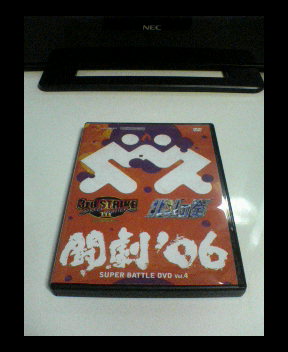 NEC
3RD STRIKE
北斗の拳
闘劇'06
SUPER BATTLE DVD Vol.4